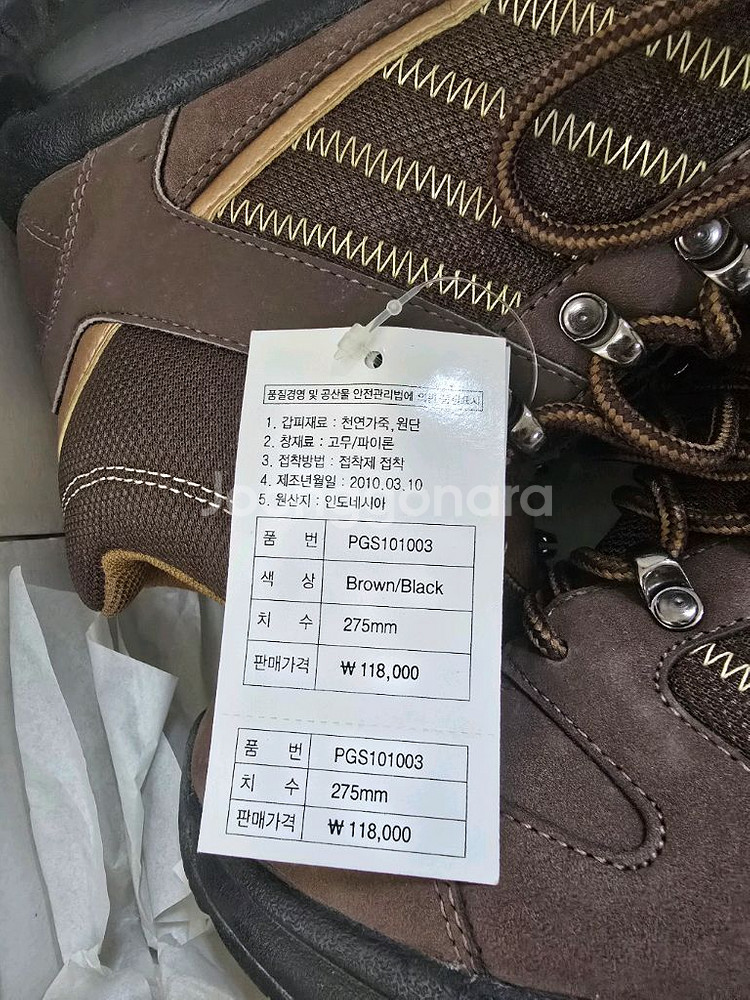 품질경영 및 공산물 안전관리법에 의한 품질표시
1. 갑피재료 : 천연가죽,원단
2. 창재료 : 고무/파이론
3. 접착방법 : 접착제 접착
4. 제조년월일 : 2010.03.10
5. 원산지 : 인도네시아
Joonggonara
품 번 PGS101003
색 상 Brown/Black
치 수 275mm
판매가격 ₩ 118,000
품 번 PGS101003
치 수 275mm
판매가격 ₩ 118,000